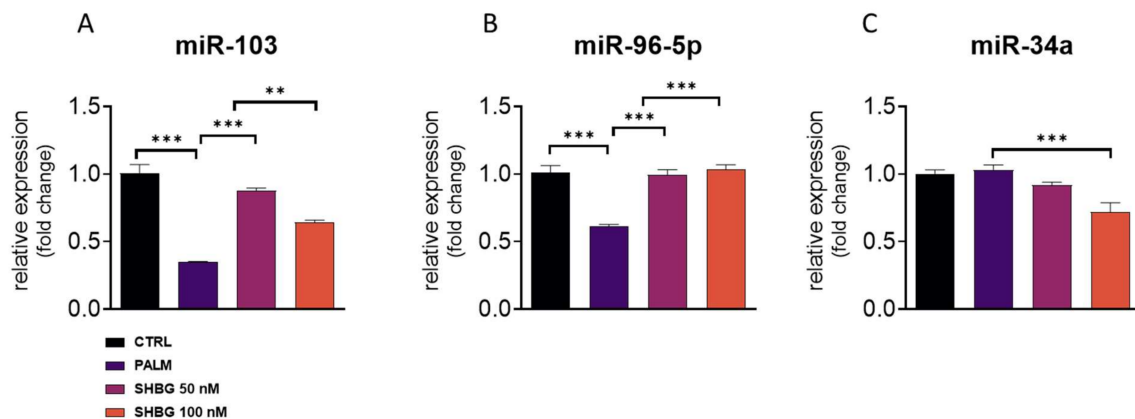 A
miR-103
relative expression
(fold change)
1.5
1.0
0.5
0.0
***
***
**
CTRL
PALM
SHBG 50 nM
SHBG 100 nM
B
miR-96-5p
relative expression
(fold change)
1.5
1.0
0.5
0.0
***
***
***
C
miR-34a
relative expression
(fold change)
1.5
1.0
0.5
0.0
***